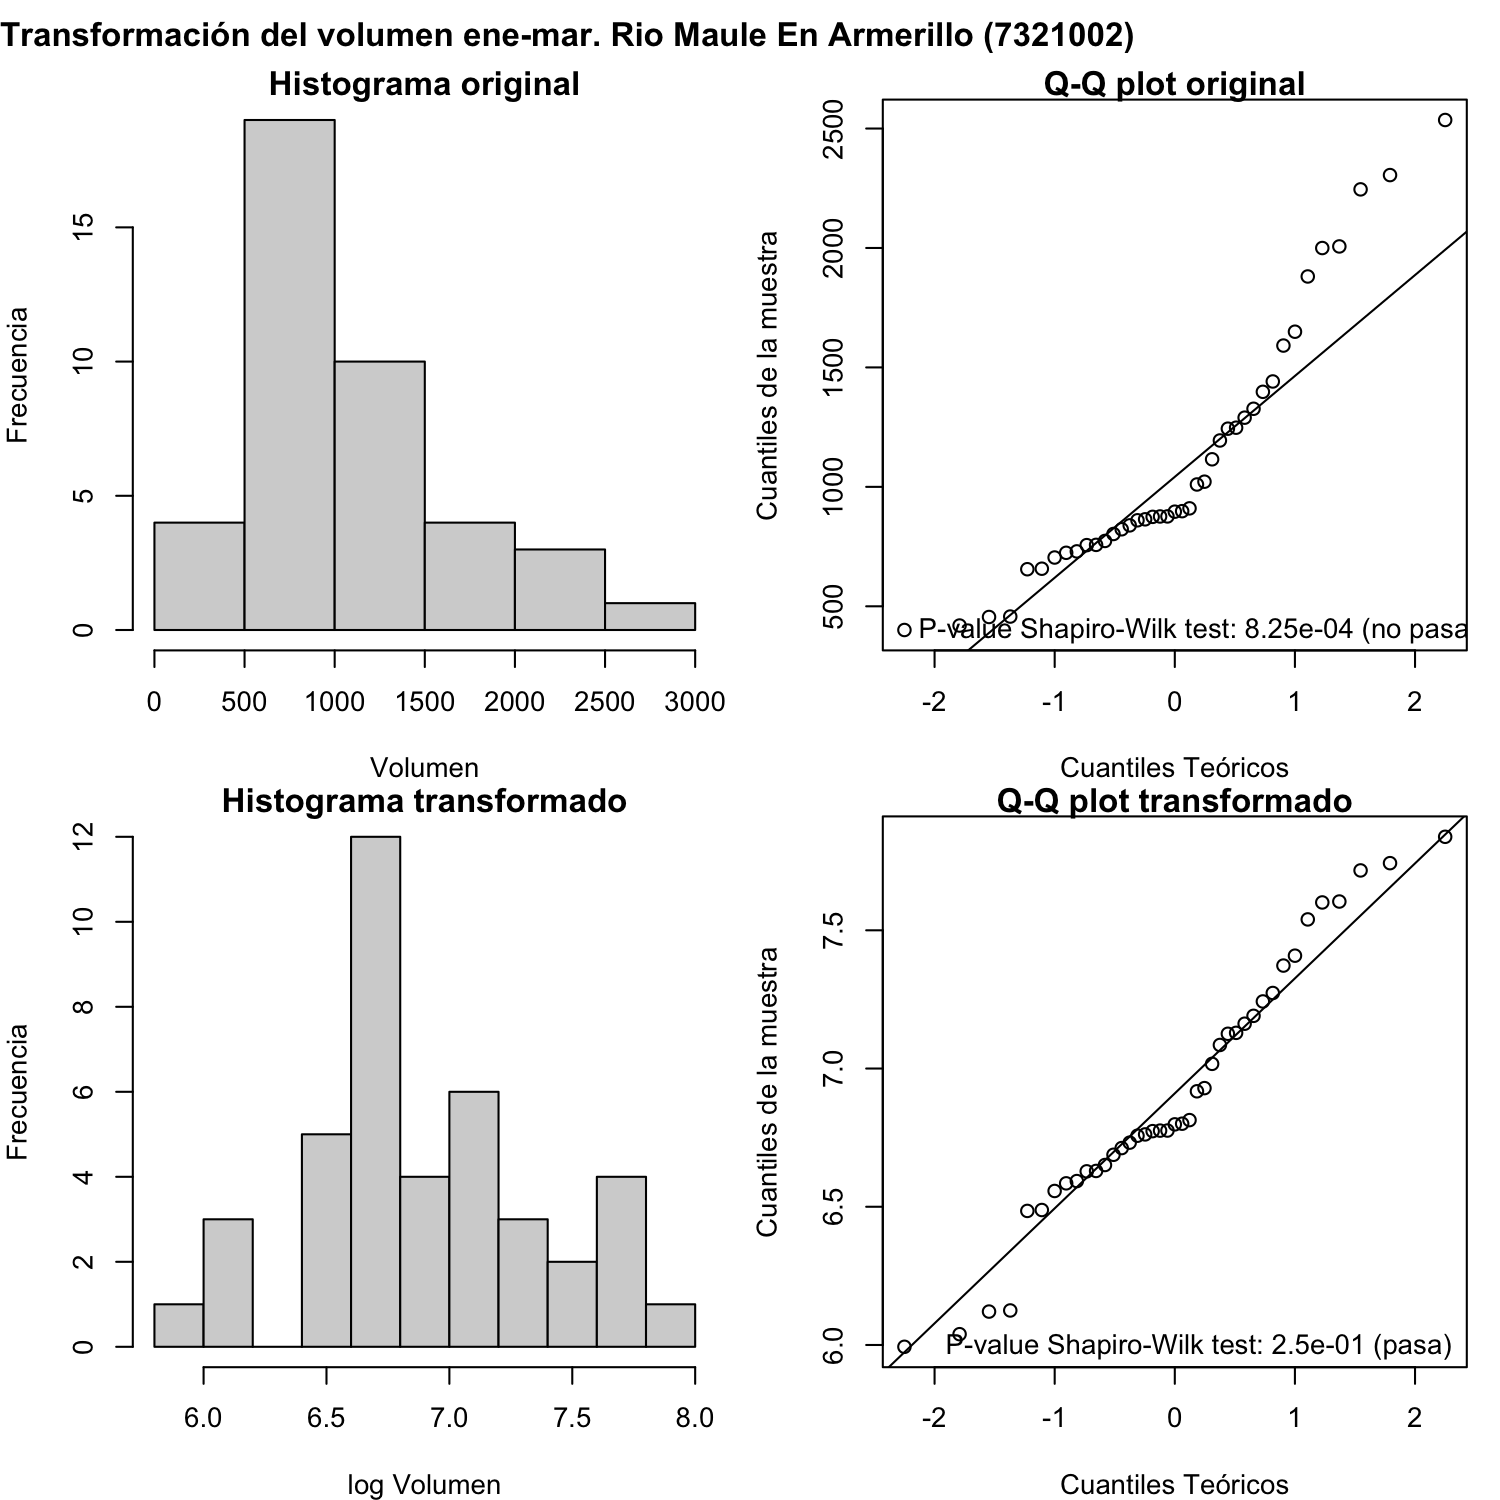 Transformación del volumen ene-mar. Rio Maule En Armerillo (7321002)
Histograma original
Frecuencia
15
10
5
0
0 500 1000 1500 2000 2500 3000
Volumen
Q-Q plot original
Cuantiles de la muestra
2500
2000
1500
1000
500
P-value Shapiro-Wilk test: 8.25e-04 (no pasa
-2 -1 0 1 2
Cuantiles Teóricos
Histograma transformado
Frecuencia
12
10
8
6
4
2
0
6.0 6.5 7.0 7.5 8.0
log Volumen
Q-Q plot transformado
Cuantiles de la muestra
7.5
7.0
6.5
6.0
P-value Shapiro-Wilk test: 2.5e-01 (pasa)
-2 -1 0 1 2
Cuantiles Teóricos